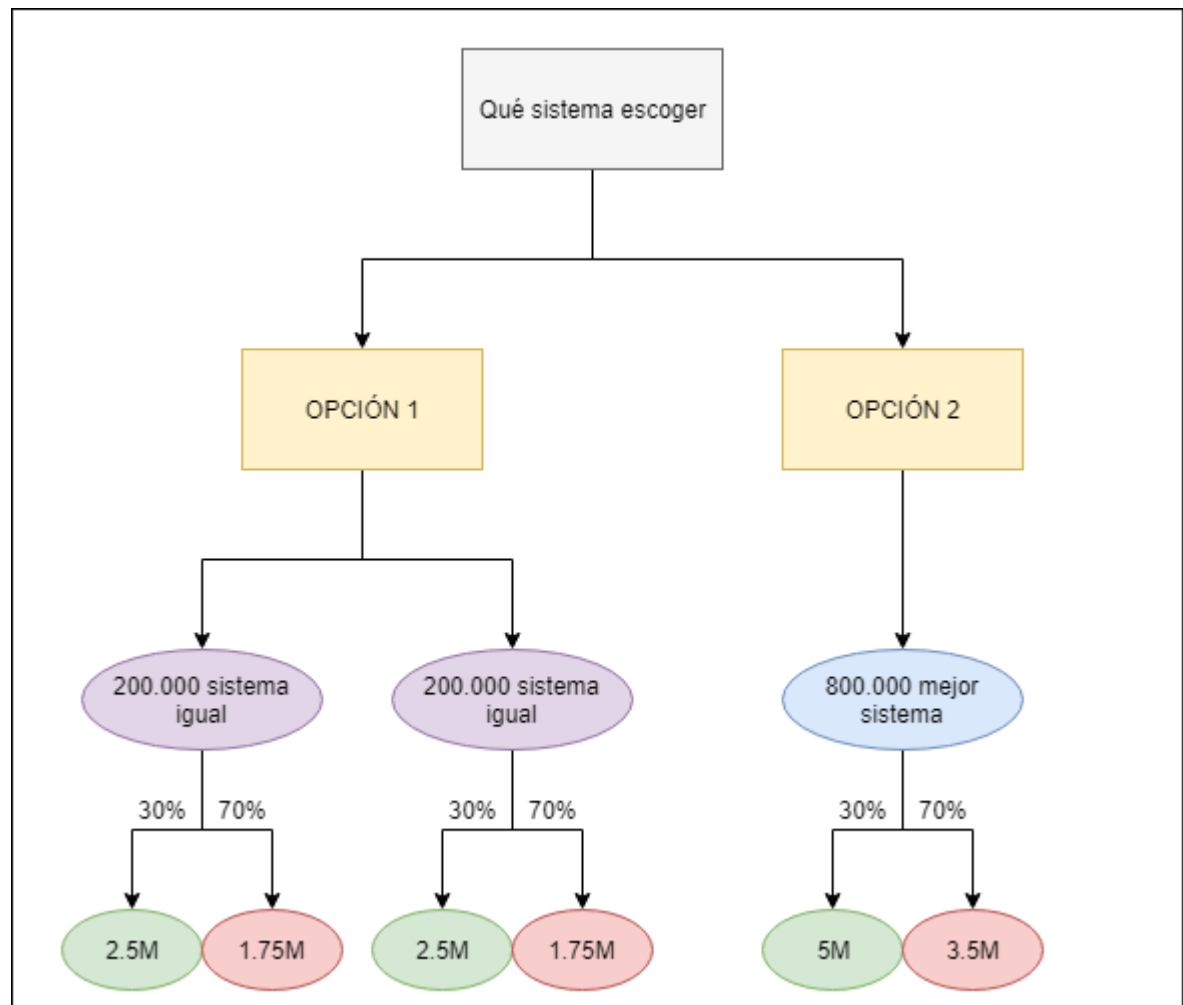 Qué sistema escoger
OPCIÓN 1
OPCIÓN 2
200.000 sistema
igual
200.000 sistema
igual
800.000 mejor
sistema
30%
70%
30%
70%
30%
70%
2.5M
1.75M
2.5M
1.75M
5M
3.5M